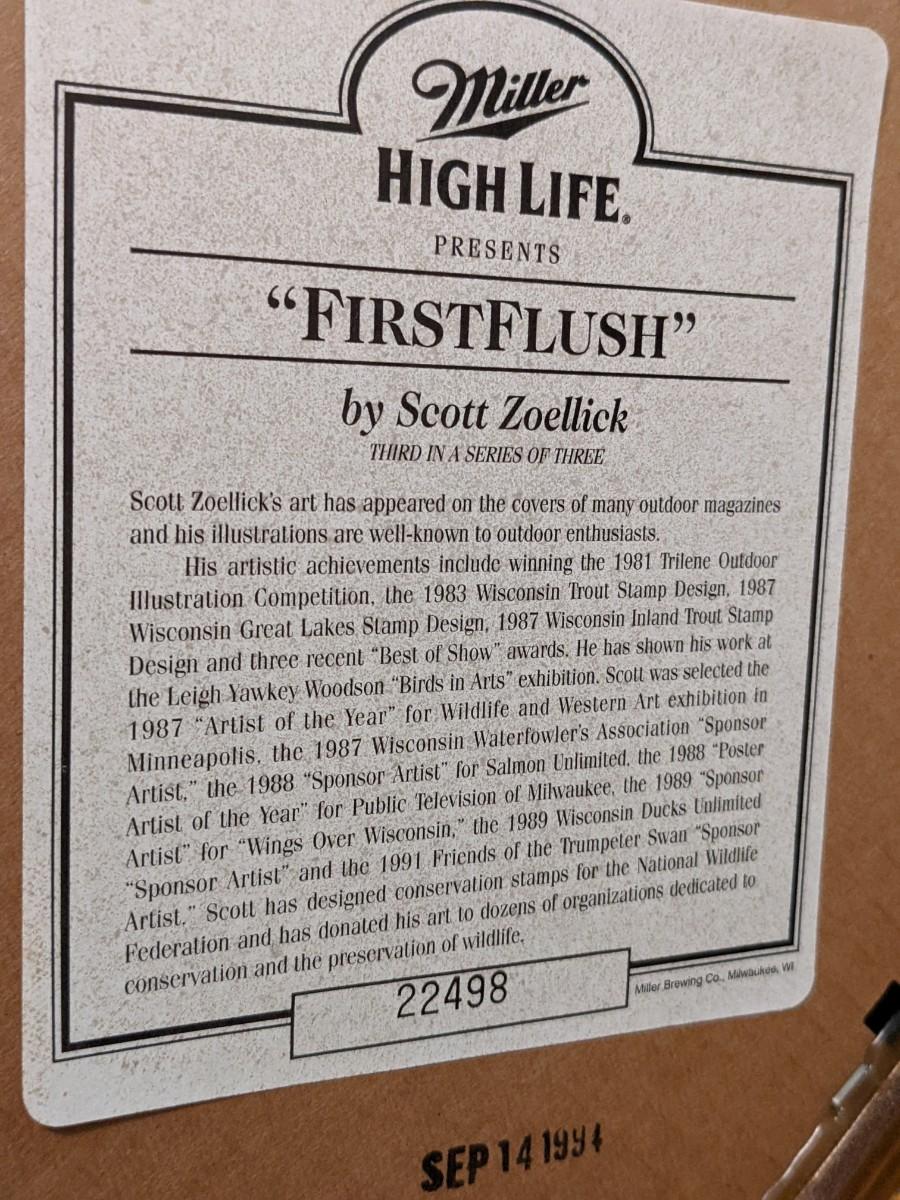 Miller
HIGH LIFE®
PRESENTS
“FIRSTFLUSH”
by Scott Zoellick
THIRD IN A SERIES OF THREE
Scott Zoellick's art has appeared on the covers of many outdoor magazines
and his illustrations are well-known to outdoor enthusiasts.
His artistic achievements include winning the 1981 Trilene Outdoor
Illustration Competition, the 1983 Wisconsin Trout Stamp Design, 1987
Wisconsin Great Lakes Stamp Design, 1987 Wisconsin Inland Trout Stamp
Design and three recent “Best of Show” awards. He has shown his work at
the Leigh Yawkey Woodson “Birds in Arts” exhibition. Scott was selected the
1987 “Artist of the Year” for Wildlife and Western Art exhibition in
Minneapolis, the 1987 Wisconsin Waterfowler's Association “Sponsor
Artist,” the 1988 “Sponsor Artist” for Salmon Unlimited, the 1988 “Poster
Artist of the Year” for Public Television of Milwaukee, the 1989 “Sponsor
Artist” for “Wings Over Wisconsin,” the 1989 Wisconsin Ducks Unlimited
“Sponsor Artist” and the 1991 Friends of the Trumpeter Swan “Sponsor
Artist.” Scott has designed conservation stamps for the National Wildlife
Federation and has donated his art to dozens of organizations dedicated to
conservation and the preservation of wildlife.
22498
Miller Brewing Co., Milwaukee, WI
SEP 14 1994